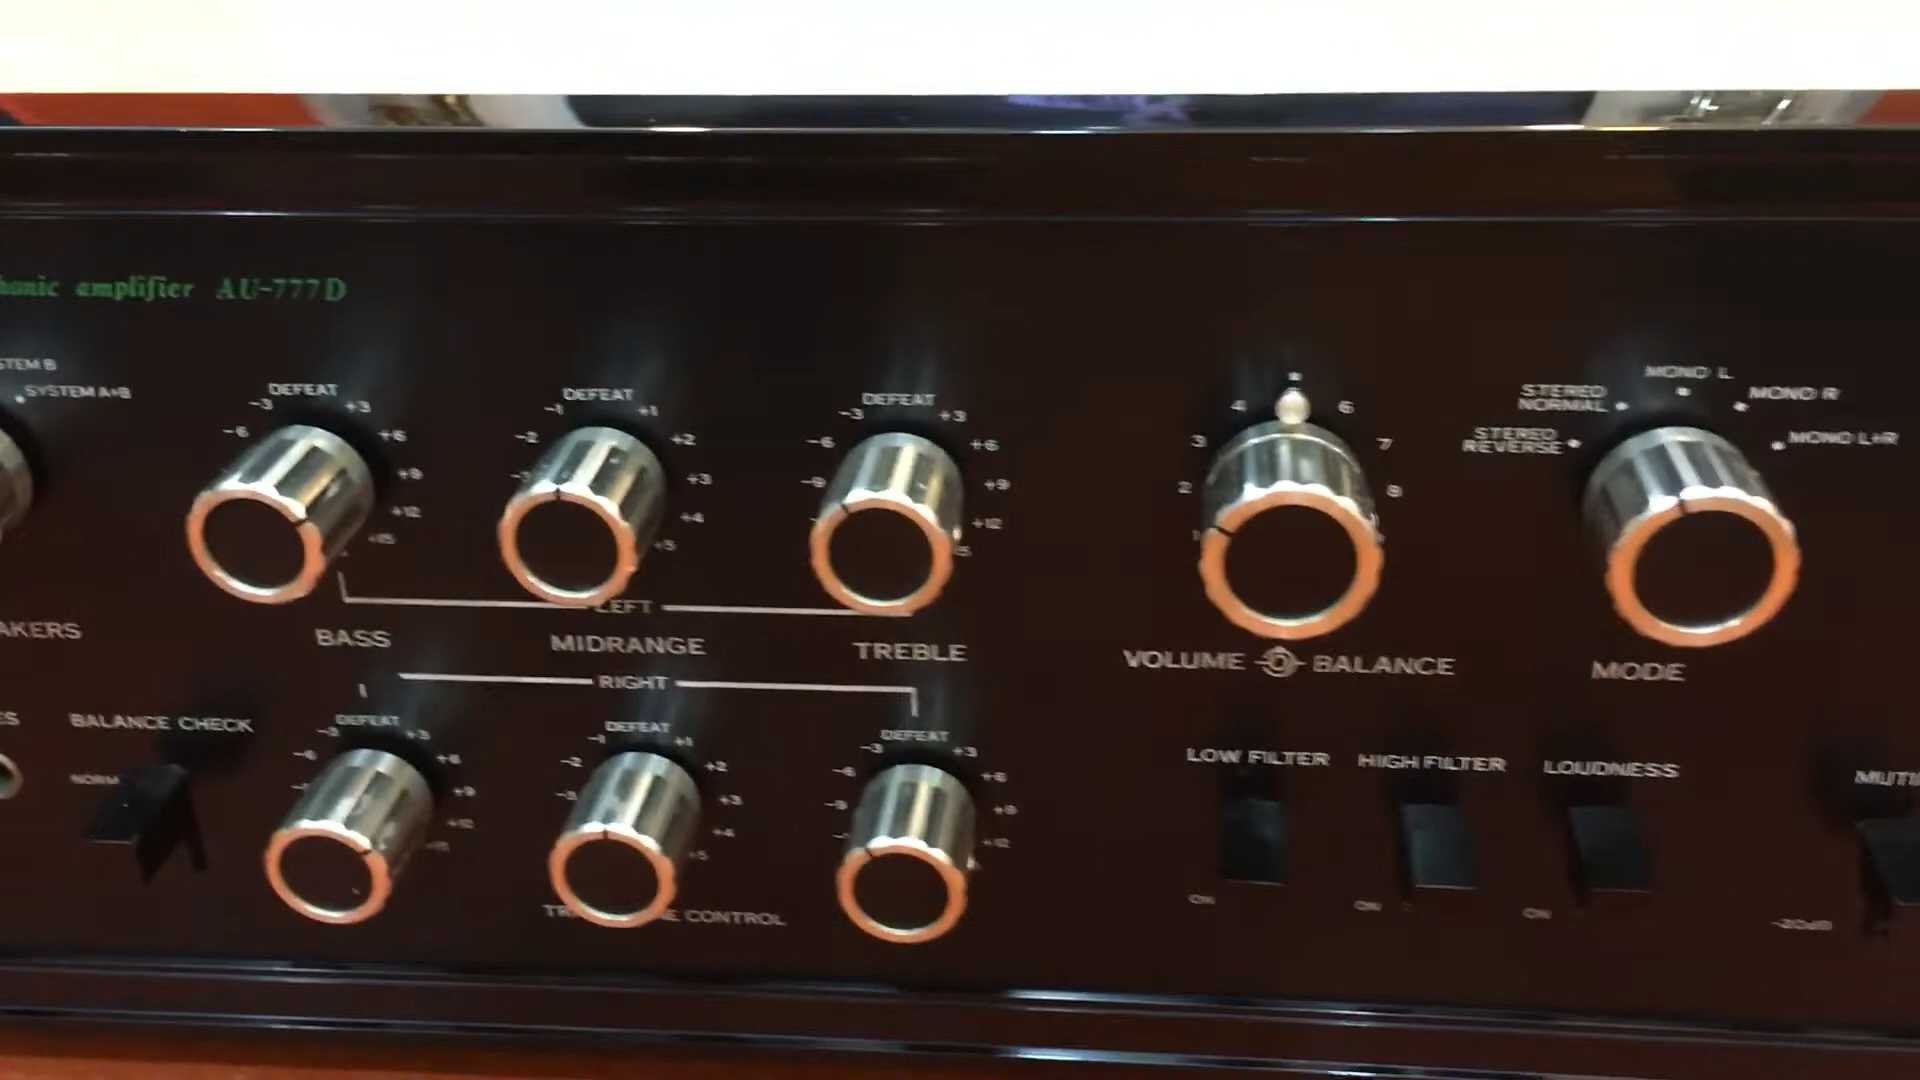 amplifier AU-777D
SYSTEM A+B
DEFEAT
-3 +3
-6 +6
+9
+12
+15
DEFEAT
-1 +1
-2 +2
+3
+4
+5
DEFEAT
-3 +3
-6 +6
-9 +9
+12
4 6
3 7
2 8
1
MONO L
STEREO NORMAL
MONO R
STEREO REVERSE
MONO L+R
LEFT
BASS
MIDRANGE
TREBLE
VOLUME BALANCE
MODE
RIGHT
BALANCE CHECK
NORM
DEFEAT
-3 +3
-6 +6
+9
+12
DEFEAT
-1 +1
-2 +2
-3 +3
+4
+5
DEFEAT
-3 +3
-6 +6
-9 +9
+12
CONTROL
LOW FILTER
HIGH FILTER
LOUDNESS
ON
ON
ON
-20dB